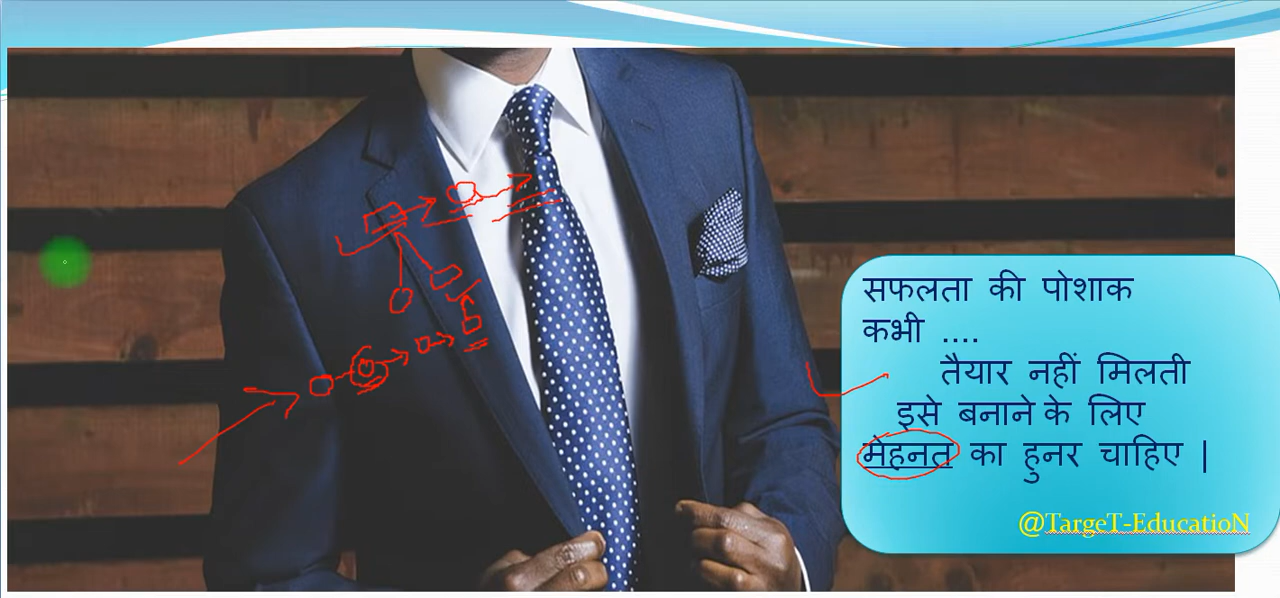 सफलता की पोशाक
कभी ....
तैयार नहीं मिलती
इसे बनाने के लिए
मेहनत का हुनर चाहिए |
@TargeT-EducatioN